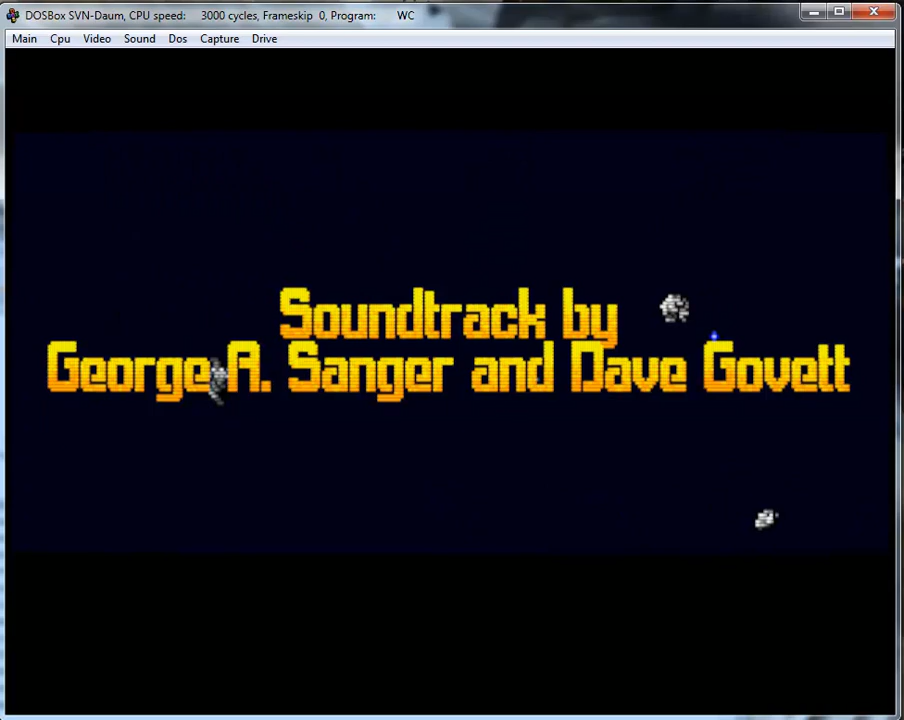 DOSBox SVN-Daum, CPU speed: 3000 cycles, Frameskip 0, Program: WC
Main Cpu Video Sound Dos Capture Drive
Soundtrack by
George A. Sanger and Dave Govett